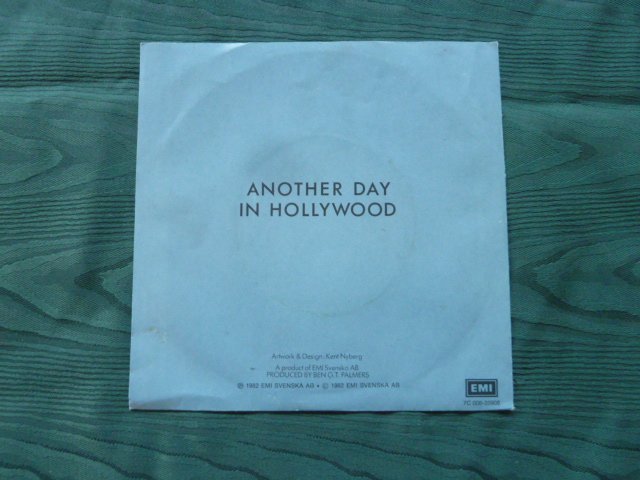 ANOTHER DAY
IN HOLLYWOOD
Artwork & Design: Kent Nyberg
A product of EMI Svenska AB
PRODUCED BY BEN G.T. PALMERS
℗ 1982 EMI SVENSKA AB • © 1982 EMI SVENSKA AB
EMI